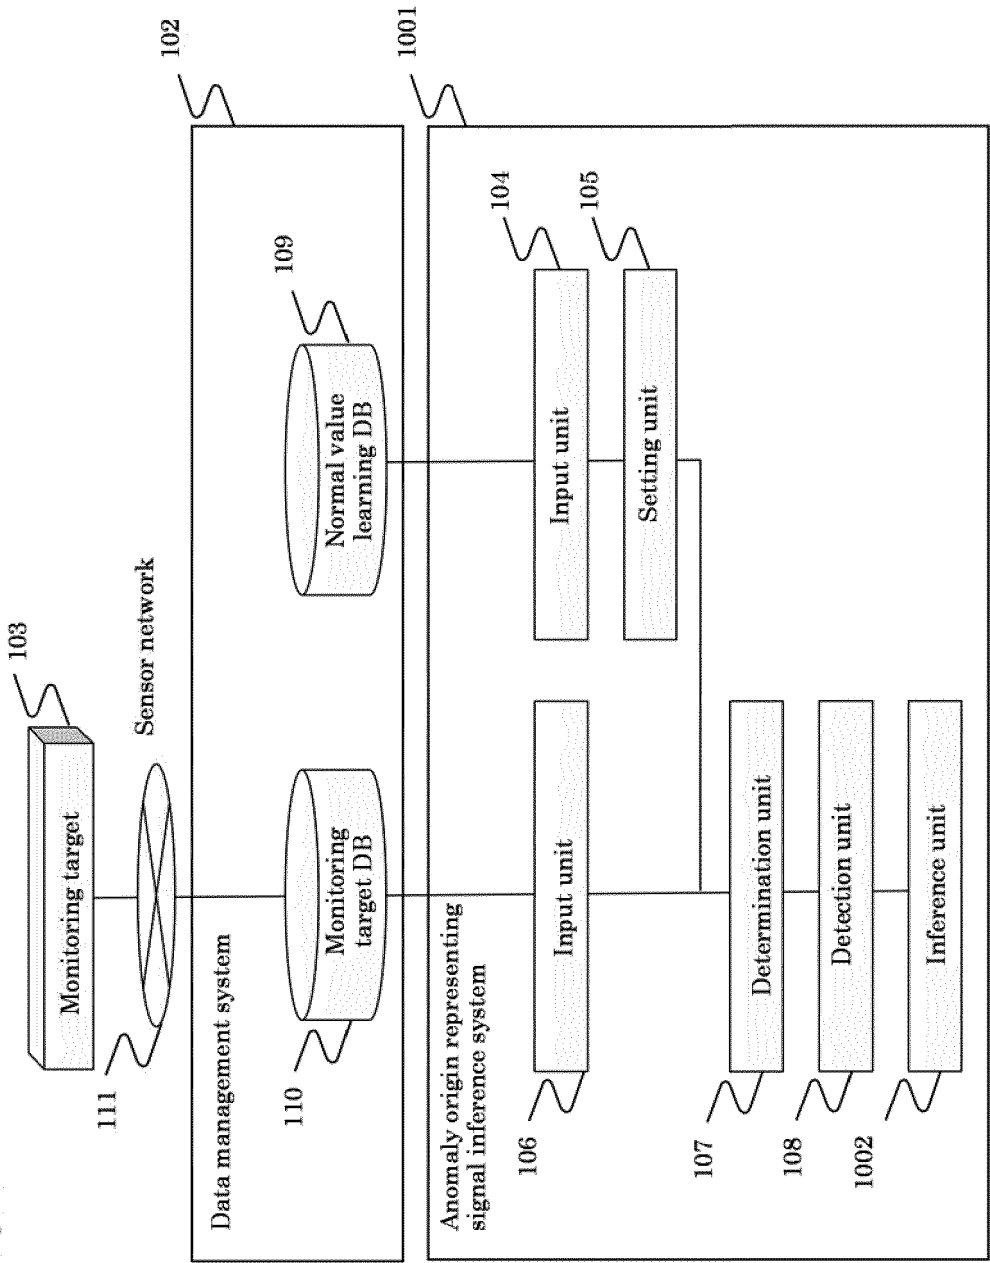 103
Monitoring target
Sensor network
111
102
Data management system
Monitoring
target DB
110
Normal value
learning DB
109
1001
Anomaly origin representing
signal inference system
Input unit
106
Input unit
104
Setting unit
105
Determination unit
107
Detection unit
108
Inference unit
1002